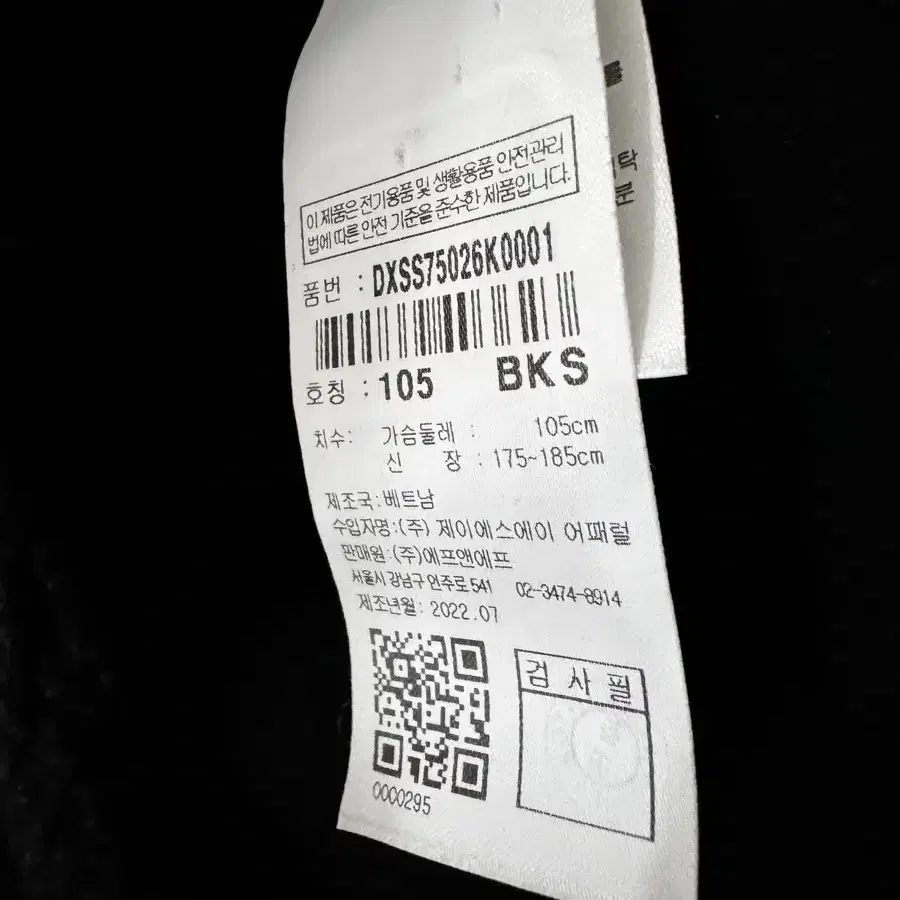 이 제품은 전기용품 및 생활용품 안전관리
법에 따른 안전 기준을 준수한 제품입니다.
품번 : DXSS75026K0001
호칭 : 105 BKS
치수: 가슴둘레 : 105cm
신 장 : 175~185cm
제조국: 베트남
수입자명:(주) 제이에스에이 어패럴
판매원:(주)에프앤에프
서울시 강남구 언주로 541 02-3474-8914
제조년월: 2022.07
검 사 필
0000295
를
탁
문